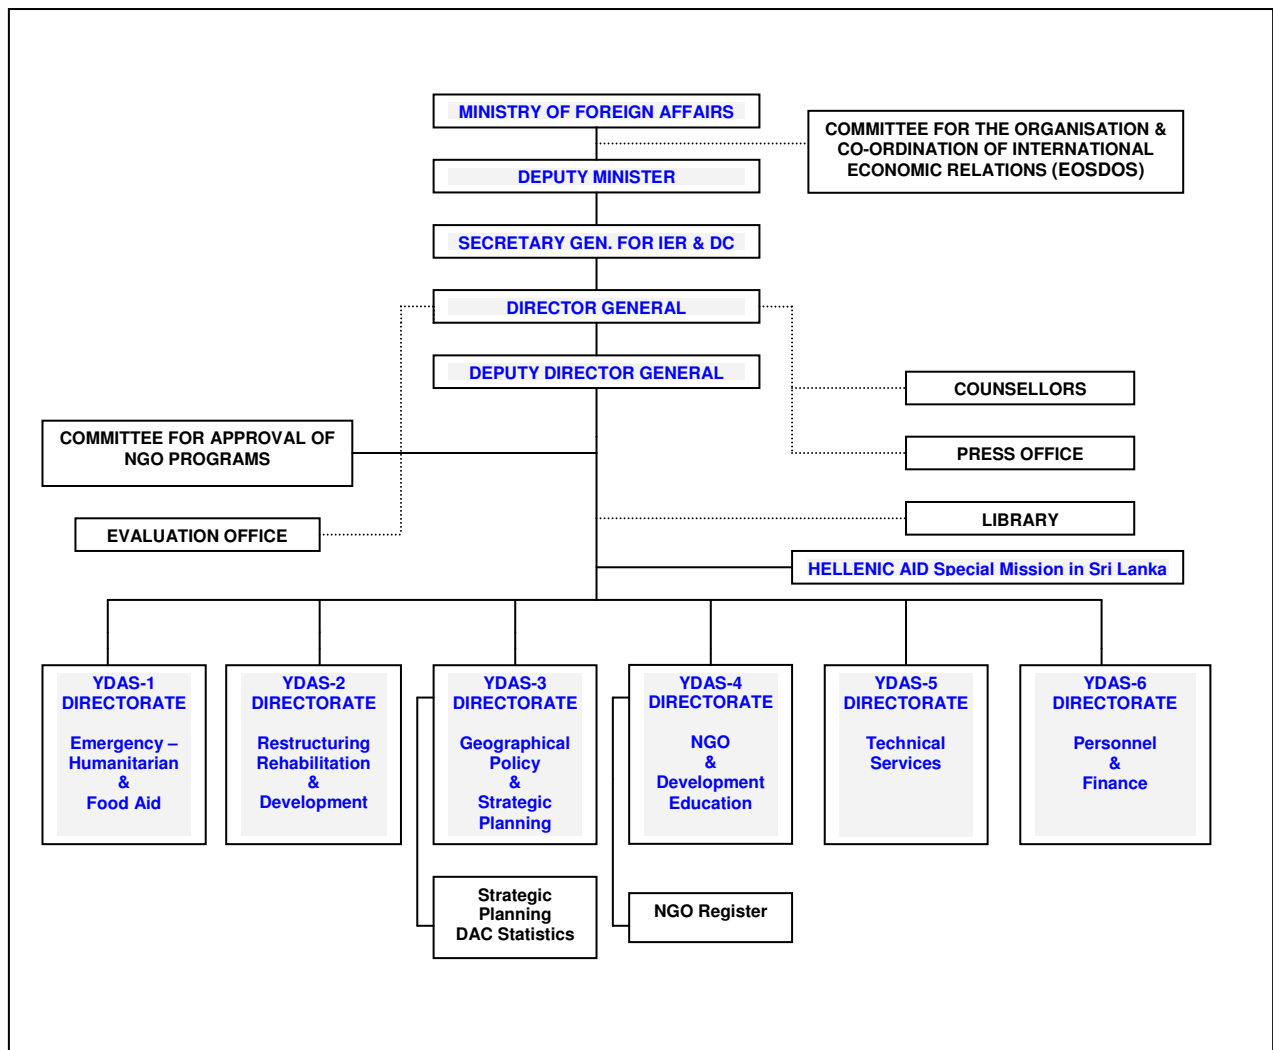 MINISTRY OF FOREIGN AFFAIRS
COMMITTEE FOR THE ORGANISATION &
CO-ORDINATION OF INTERNATIONAL
ECONOMIC RELATIONS (EOSDOS)
DEPUTY MINISTER
SECRETARY GEN. FOR IER & DC
DIRECTOR GENERAL
DEPUTY DIRECTOR GENERAL
COUNSELLORS
COMMITTEE FOR APPROVAL OF
NGO PROGRAMS
PRESS OFFICE
LIBRARY
EVALUATION OFFICE
HELLENIC AID Special Mission in Sri Lanka
YDAS-1
DIRECTORATE
Emergency –
Humanitarian
&
Food Aid
YDAS-2
DIRECTORATE
Restructuring
Rehabilitation
&
Development
YDAS-3
DIRECTORATE
Geographical
Policy
&
Strategic
Planning
YDAS-4
DIRECTORATE
NGO
&
Development
Education
YDAS-5
DIRECTORATE
Technical
Services
YDAS-6
DIRECTORATE
Personnel
&
Finance
Strategic
Planning
DAC Statistics
NGO Register